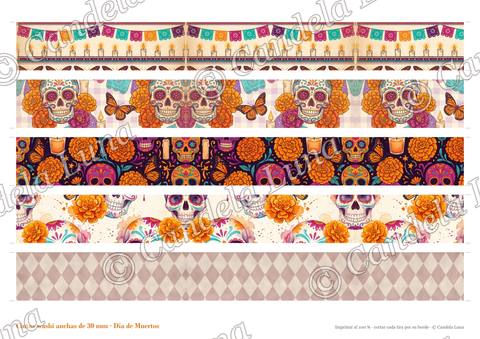 © Candela Luna
Cintas washi anchas de 30 mm · Día de Muertos
Imprimir al 100 % · cortar cada tira por su borde · © Candela Luna